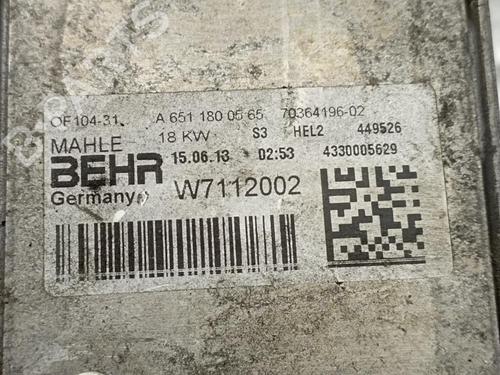 OF104-31. A 651 180 05 65 70364196-02
MAHLE 18 KW S3 HEL2 449526
BEHR 15.06.13 02:53 4330005629
Germany W7112002